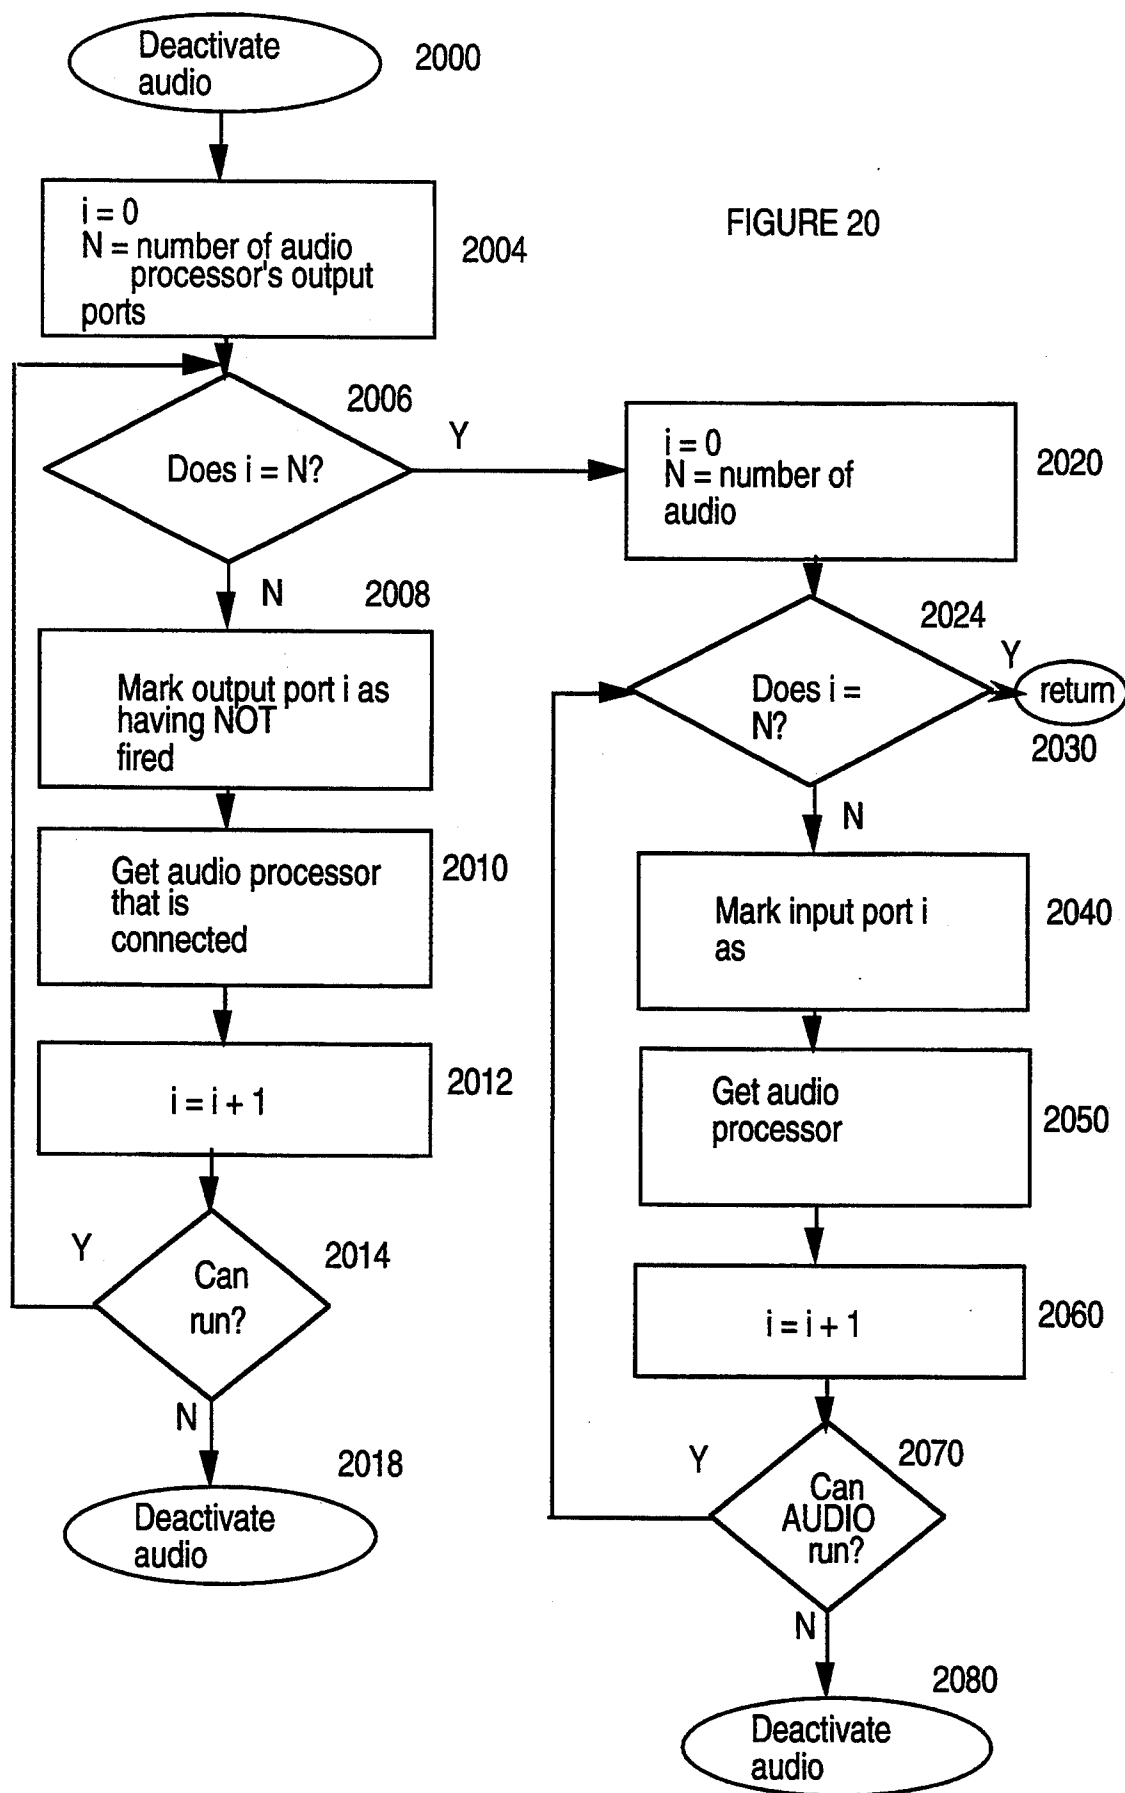 Deactivate
audio
2000
i = 0
N = number of audio
processor's output
ports
2004
FIGURE 20
2006
Does i = N?
Y
N
2008
Mark output port i as
having NOT
fired
Get audio processor
that is
connected
2010
i = i + 1
2012
Y
2014
Can
run?
N
2018
Deactivate
audio
i = 0
N = number of
audio
2020
2024
Does i =
N?
Y
return
2030
N
Mark input port i
as
2040
Get audio
processor
2050
i = i + 1
2060
Y
2070
Can
AUDIO
run?
N
2080
Deactivate
audio